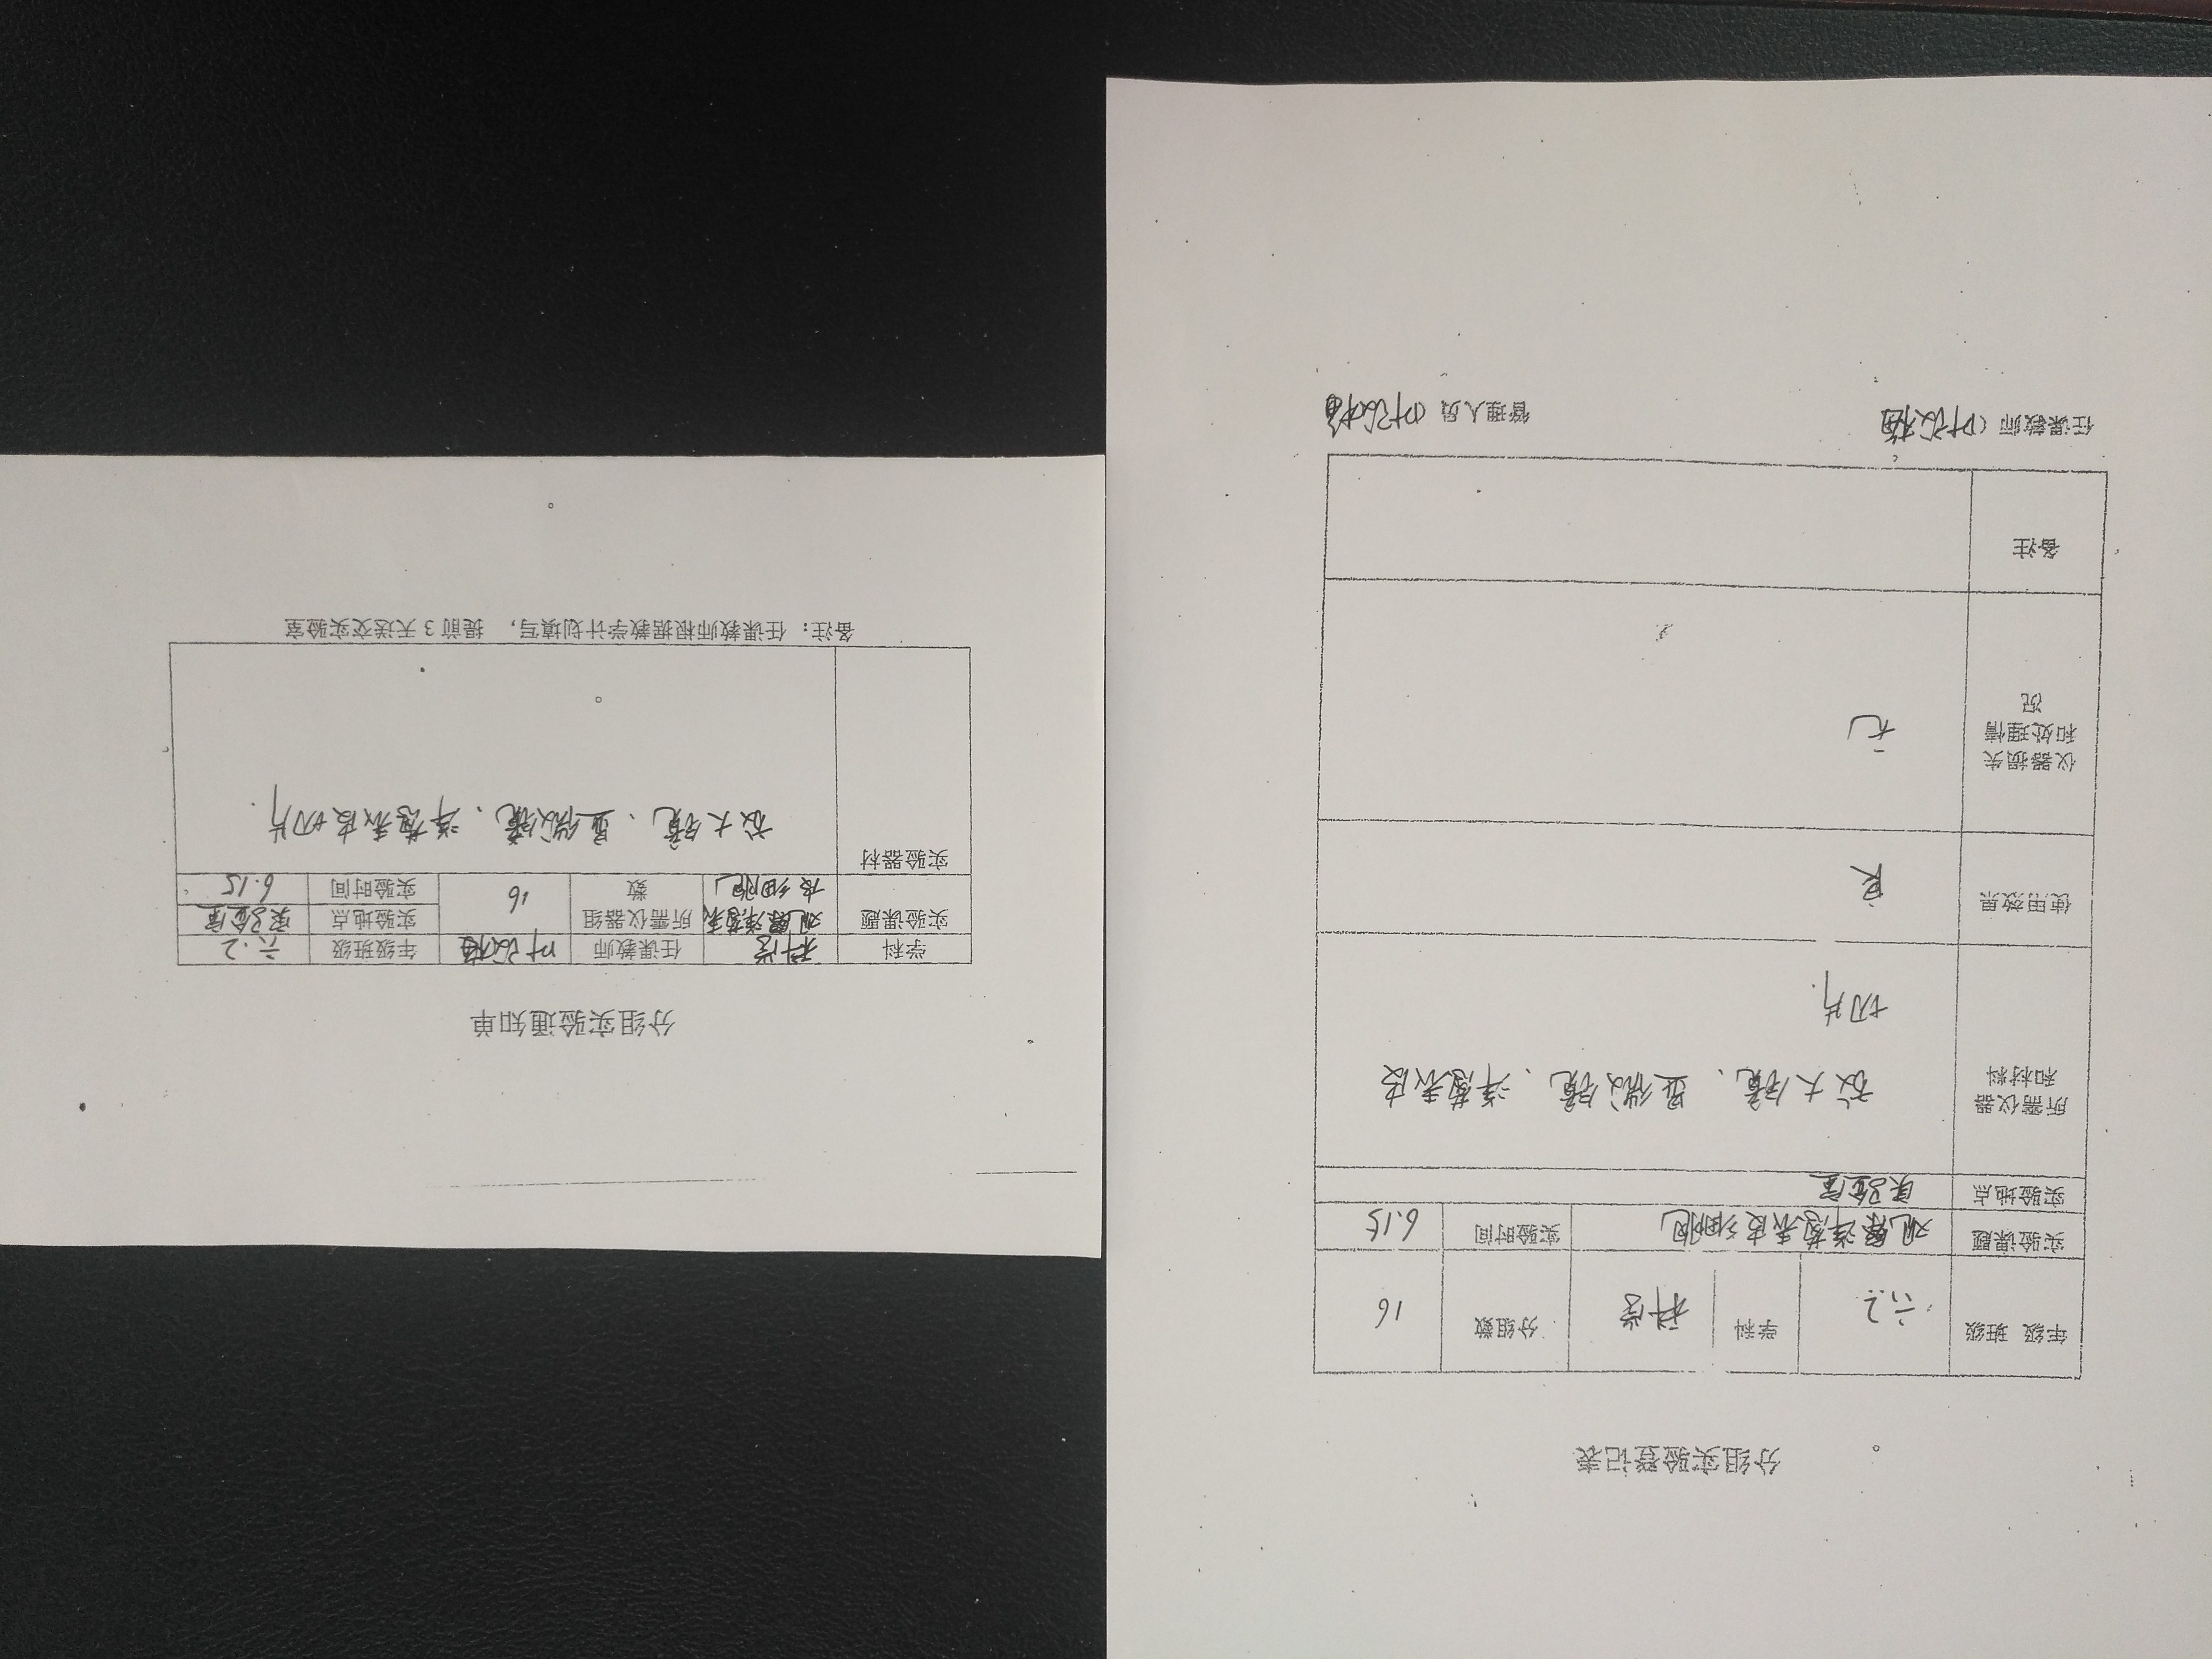 分组实验登记表
年级 班级 六.2 学科 科学 分组数 16
实验课题 观察洋葱表皮细胞 实验时间 6.15
实验地点 实验室
所需仪器
和材料
放大镜、显微镜、洋葱表皮
切片.
使用效果 良
仪器损失
和处理情
况
无
备注
任课教师 管理人员
分组实验通知单
学科 科学 任课教师 年级班级 六.2
实验课题 观察洋葱表
皮细胞
所需仪器组
数
16
实验地点 实验室
实验时间 6.15
实验器材
放大镜、显微镜、洋葱表皮切片.
备注：任课教师根据教学计划填写，提前 3 天送交实验室